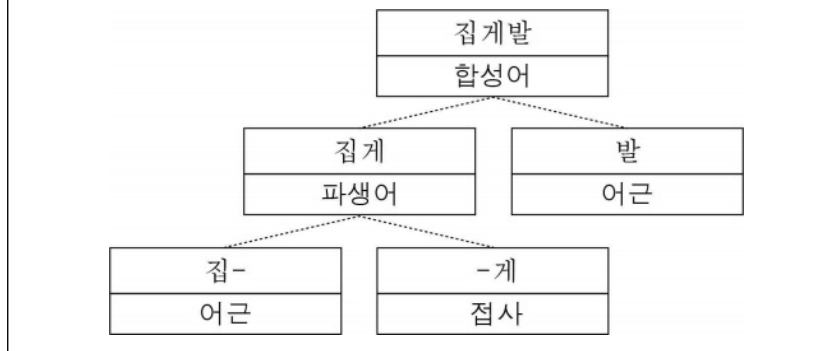 집게발
합성어
집게 발
파생어 어근
집- -게
어근 접사